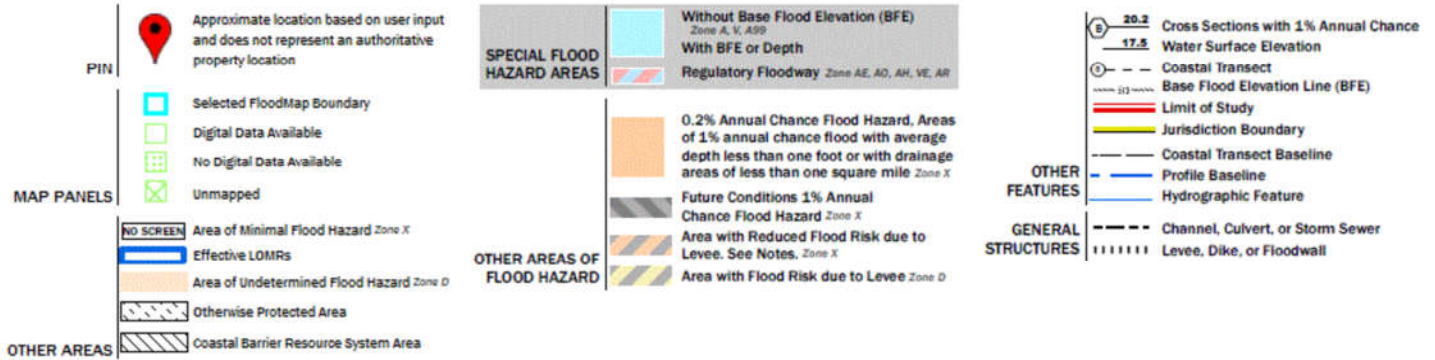 PIN
Approximate location based on user input
and does not represent an authoritative
property location
MAP PANELS
Selected FloodMap Boundary
Digital Data Available
No Digital Data Available
Unmapped
OTHER AREAS
NO SCREEN Area of Minimal Flood Hazard Zone X
Effective LOMRs
Area of Undetermined Flood Hazard Zone D
Otherwise Protected Area
Coastal Barrier Resource System Area
SPECIAL FLOOD
HAZARD AREAS
Without Base Flood Elevation (BFE)
Zone A, V, A99
With BFE or Depth
Regulatory Floodway Zone AE, AO, AH, VE, AR
OTHER AREAS OF
FLOOD HAZARD
0.2% Annual Chance Flood Hazard, Areas
of 1% annual chance flood with average
depth less than one foot or with drainage
areas of less than one square mile Zone X
Future Conditions 1% Annual
Chance Flood Hazard Zone X
Area with Reduced Flood Risk due to
Levee. See Notes. Zone X
Area with Flood Risk due to Levee Zone D
OTHER
FEATURES
B 20.2 Cross Sections with 1% Annual Chance
17.5 Water Surface Elevation
8 Coastal Transect
Base Flood Elevation Line (BFE)
Limit of Study
Jurisdiction Boundary
Coastal Transect Baseline
Profile Baseline
Hydrographic Feature
GENERAL
STRUCTURES
Channel, Culvert, or Storm Sewer
Levee, Dike, or Floodwall